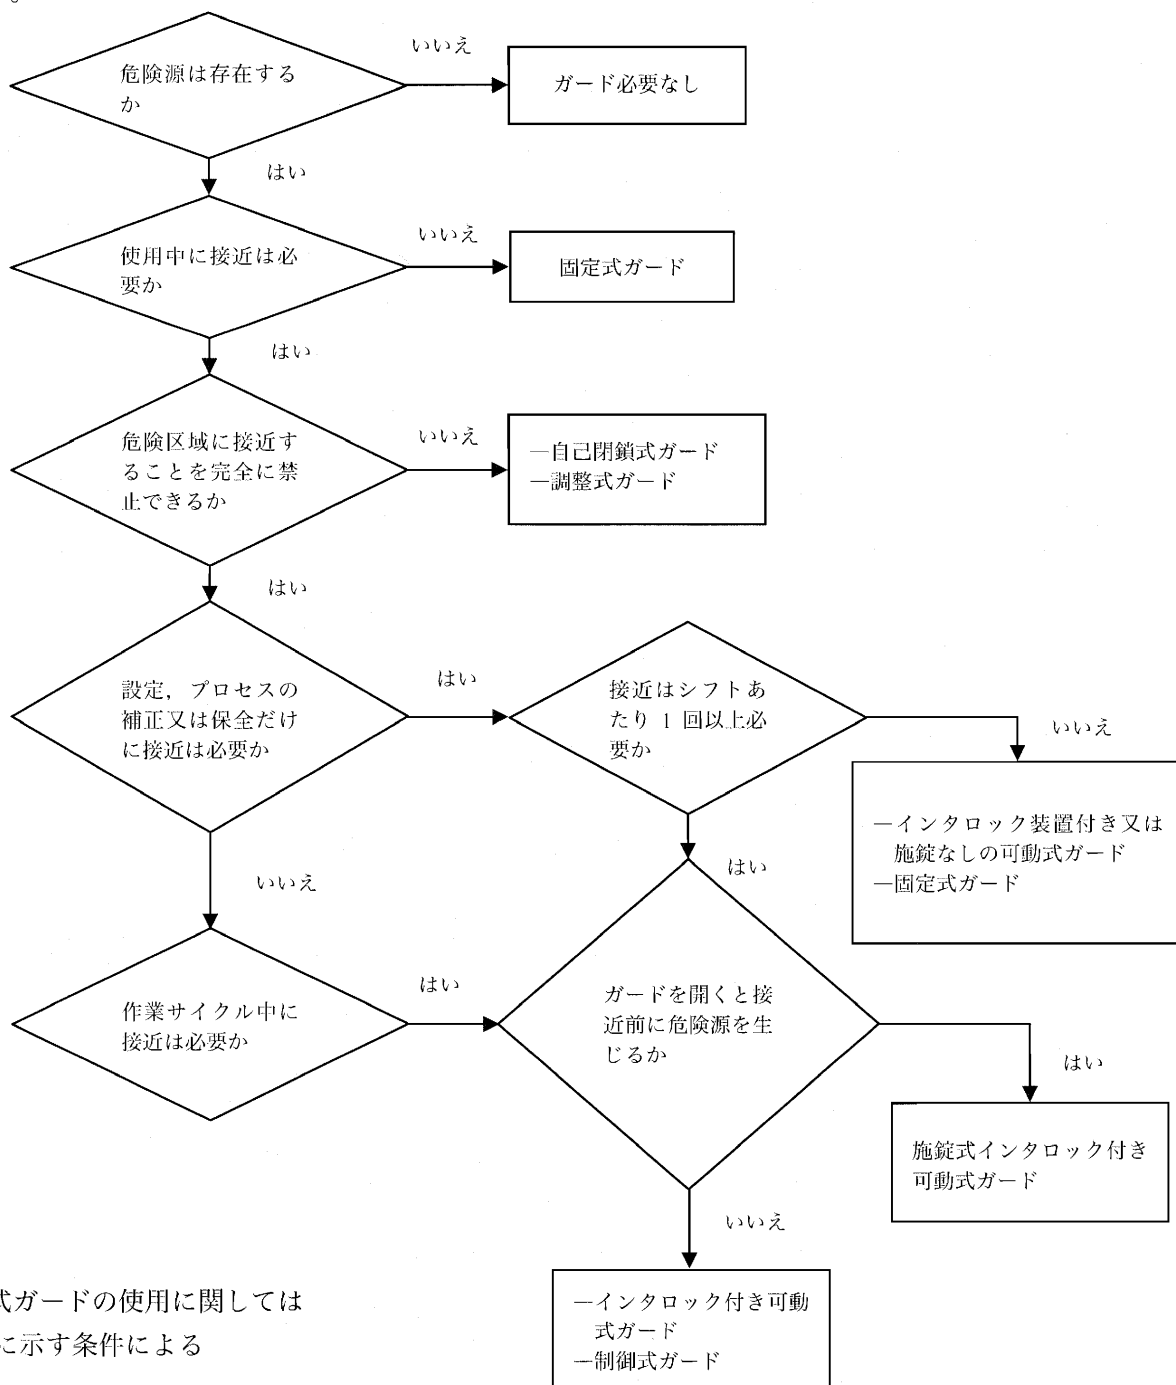 。
いいえ
危険源は存在する
か
ガード必要なし
はい
いいえ
使用中に接近は必
要か
固定式ガード
はい
いいえ
危険区域に接近す
ることを完全に禁
止できるか
—自己閉鎖式ガード
—調整式ガード
はい
はい
設定，プロセスの
補正又は保全だけ
に接近は必要か
接近はシフトあ
たり 1 回以上必
要か
いいえ
—インタロック装置付き又は
施錠なしの可動式ガード
—固定式ガード
はい
いいえ
はい
作業サイクル中に
接近は必要か
ガードを開くと接
近前に危険源を生
じるか
はい
施錠式インタロック付き
可動式ガード
いいえ
—インタロック付き可動
式ガード
—制御式ガード
式ガードの使用に関しては
に示す条件による